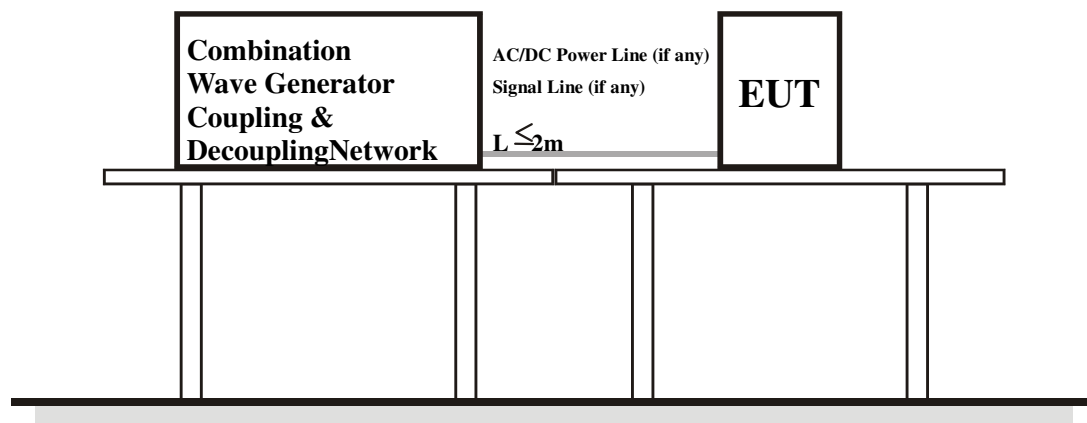 Combination
Wave Generator
Coupling &
DecouplingNetwork
AC/DC Power Line (if any)
Signal Line (if any)
L ≤2m
EUT